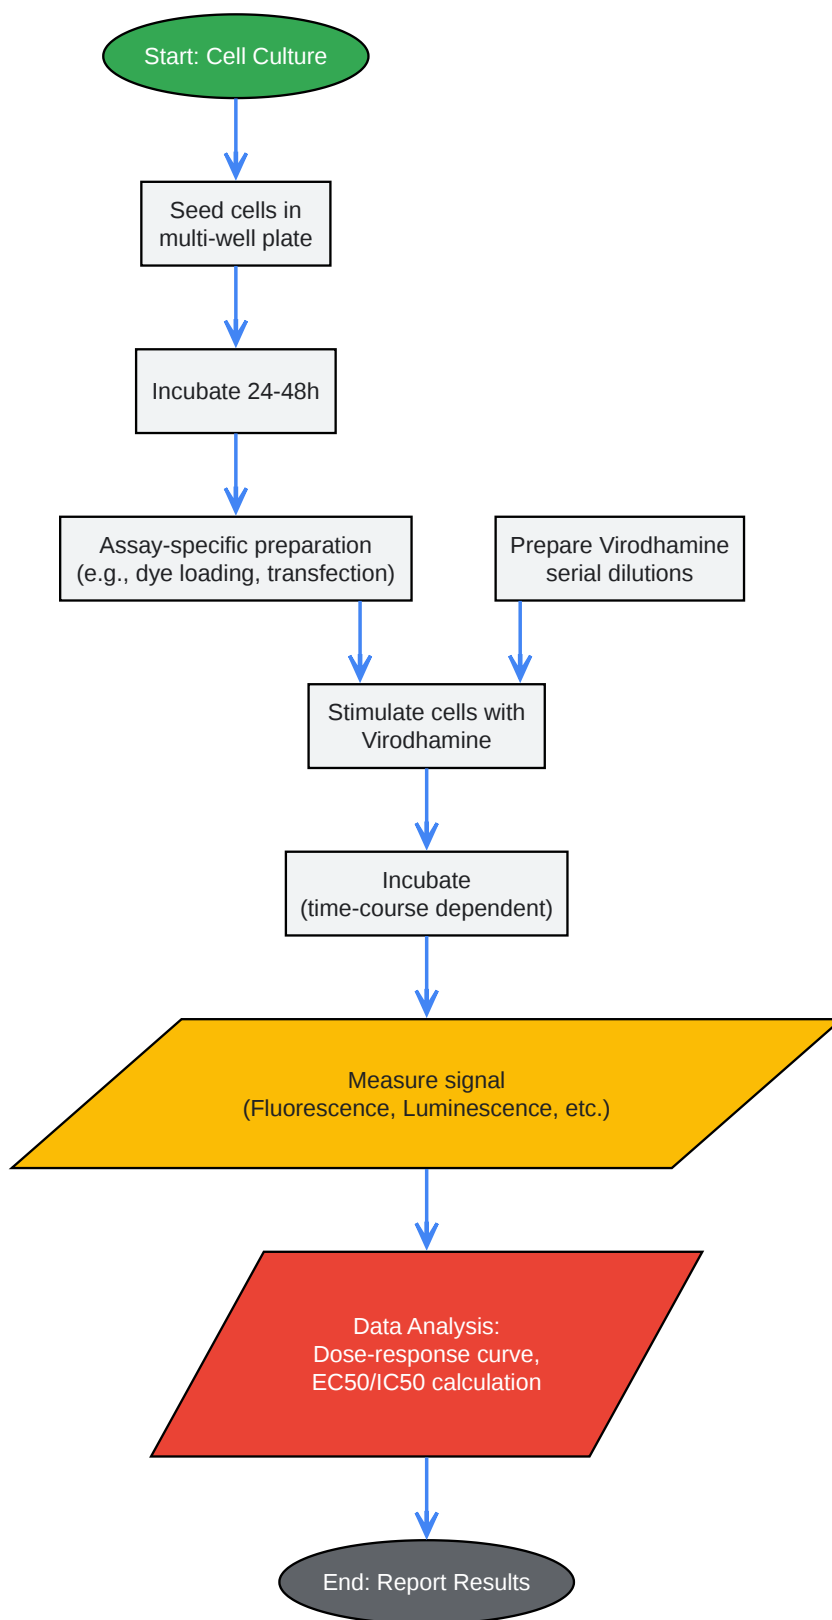 Start: Cell Culture
Seed cells in
multi-well plate
Incubate 24-48h
Assay-specific preparation
(e.g., dye loading, transfection)
Prepare Virodhamine
serial dilutions
Stimulate cells with
Virodhamine
Incubate
(time-course dependent)
Measure signal
(Fluorescence, Luminescence, etc.)
Data Analysis:
Dose-response curve,
EC50/IC50 calculation
End: Report Results